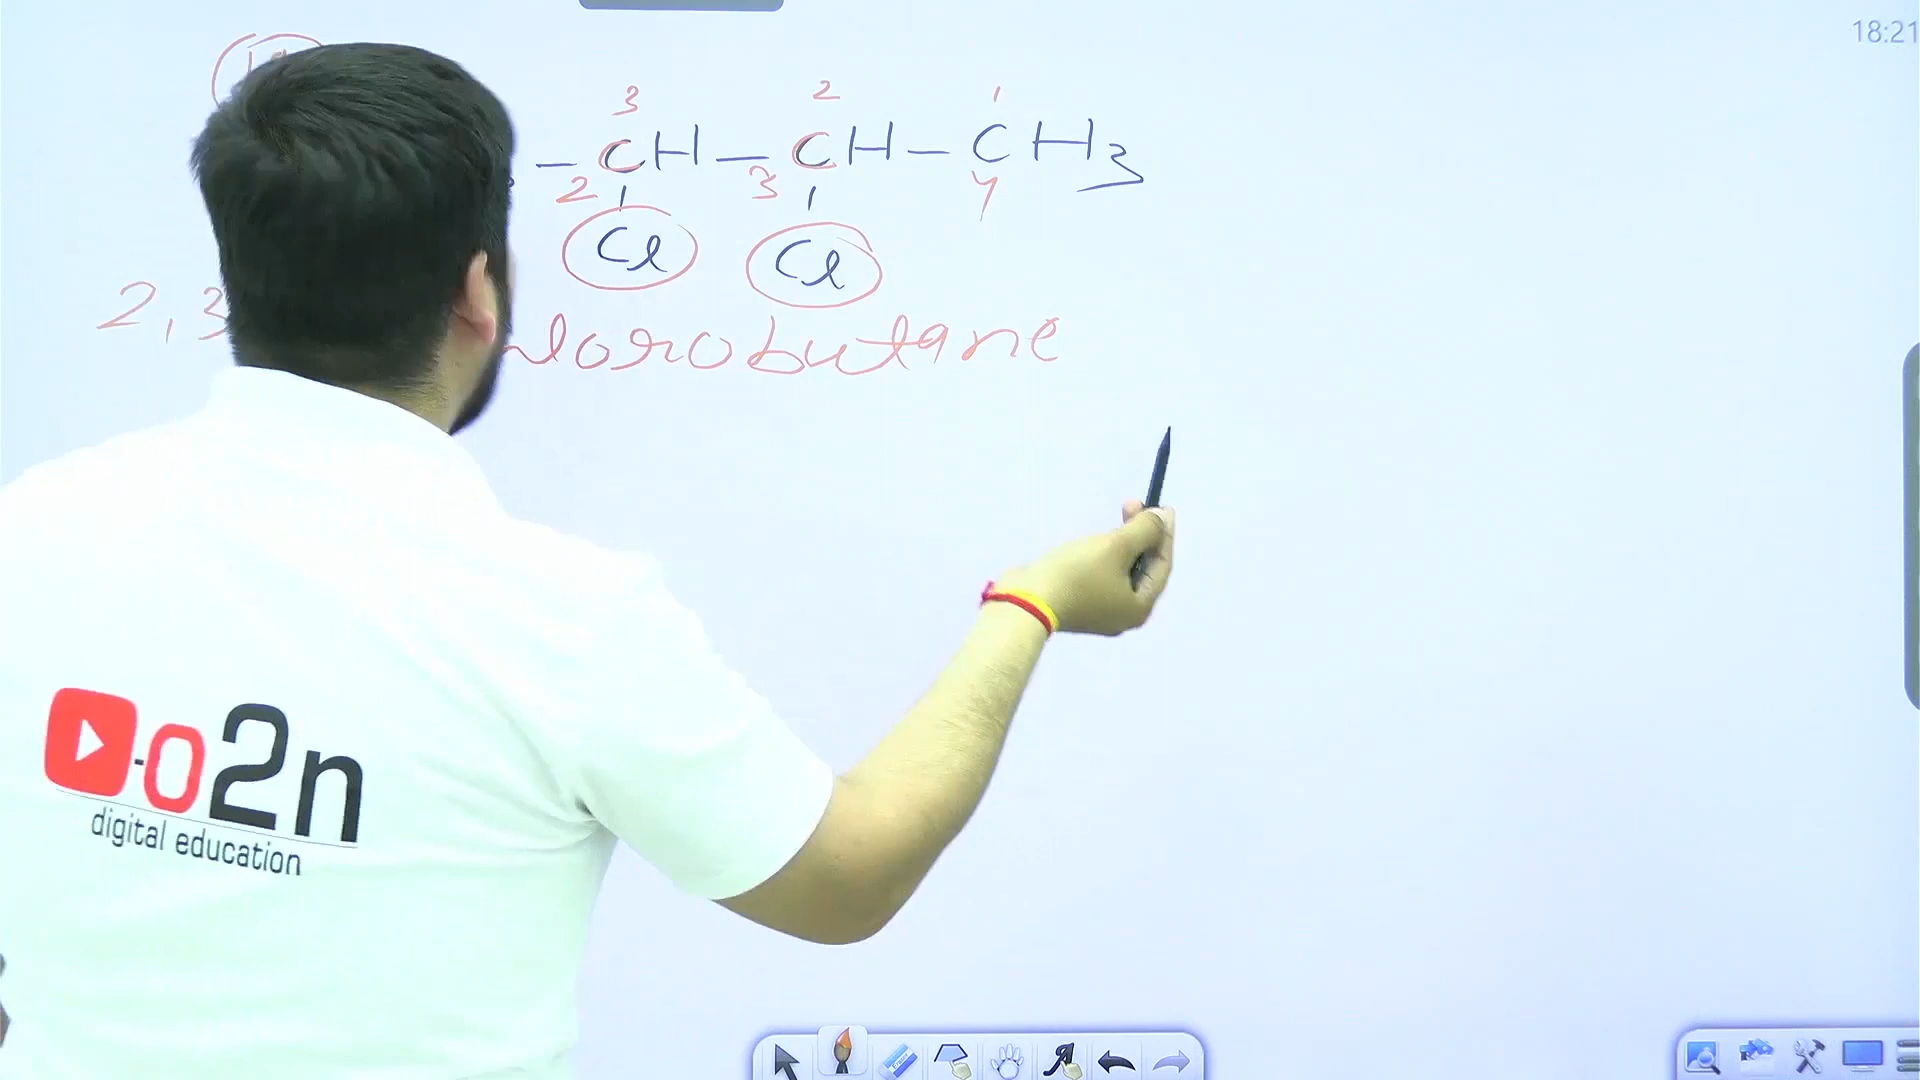 18:21
3 2 1
– CH – CH – CH3
2 3 4
Cl Cl
2,3 lorobutane
-o2n
digital education